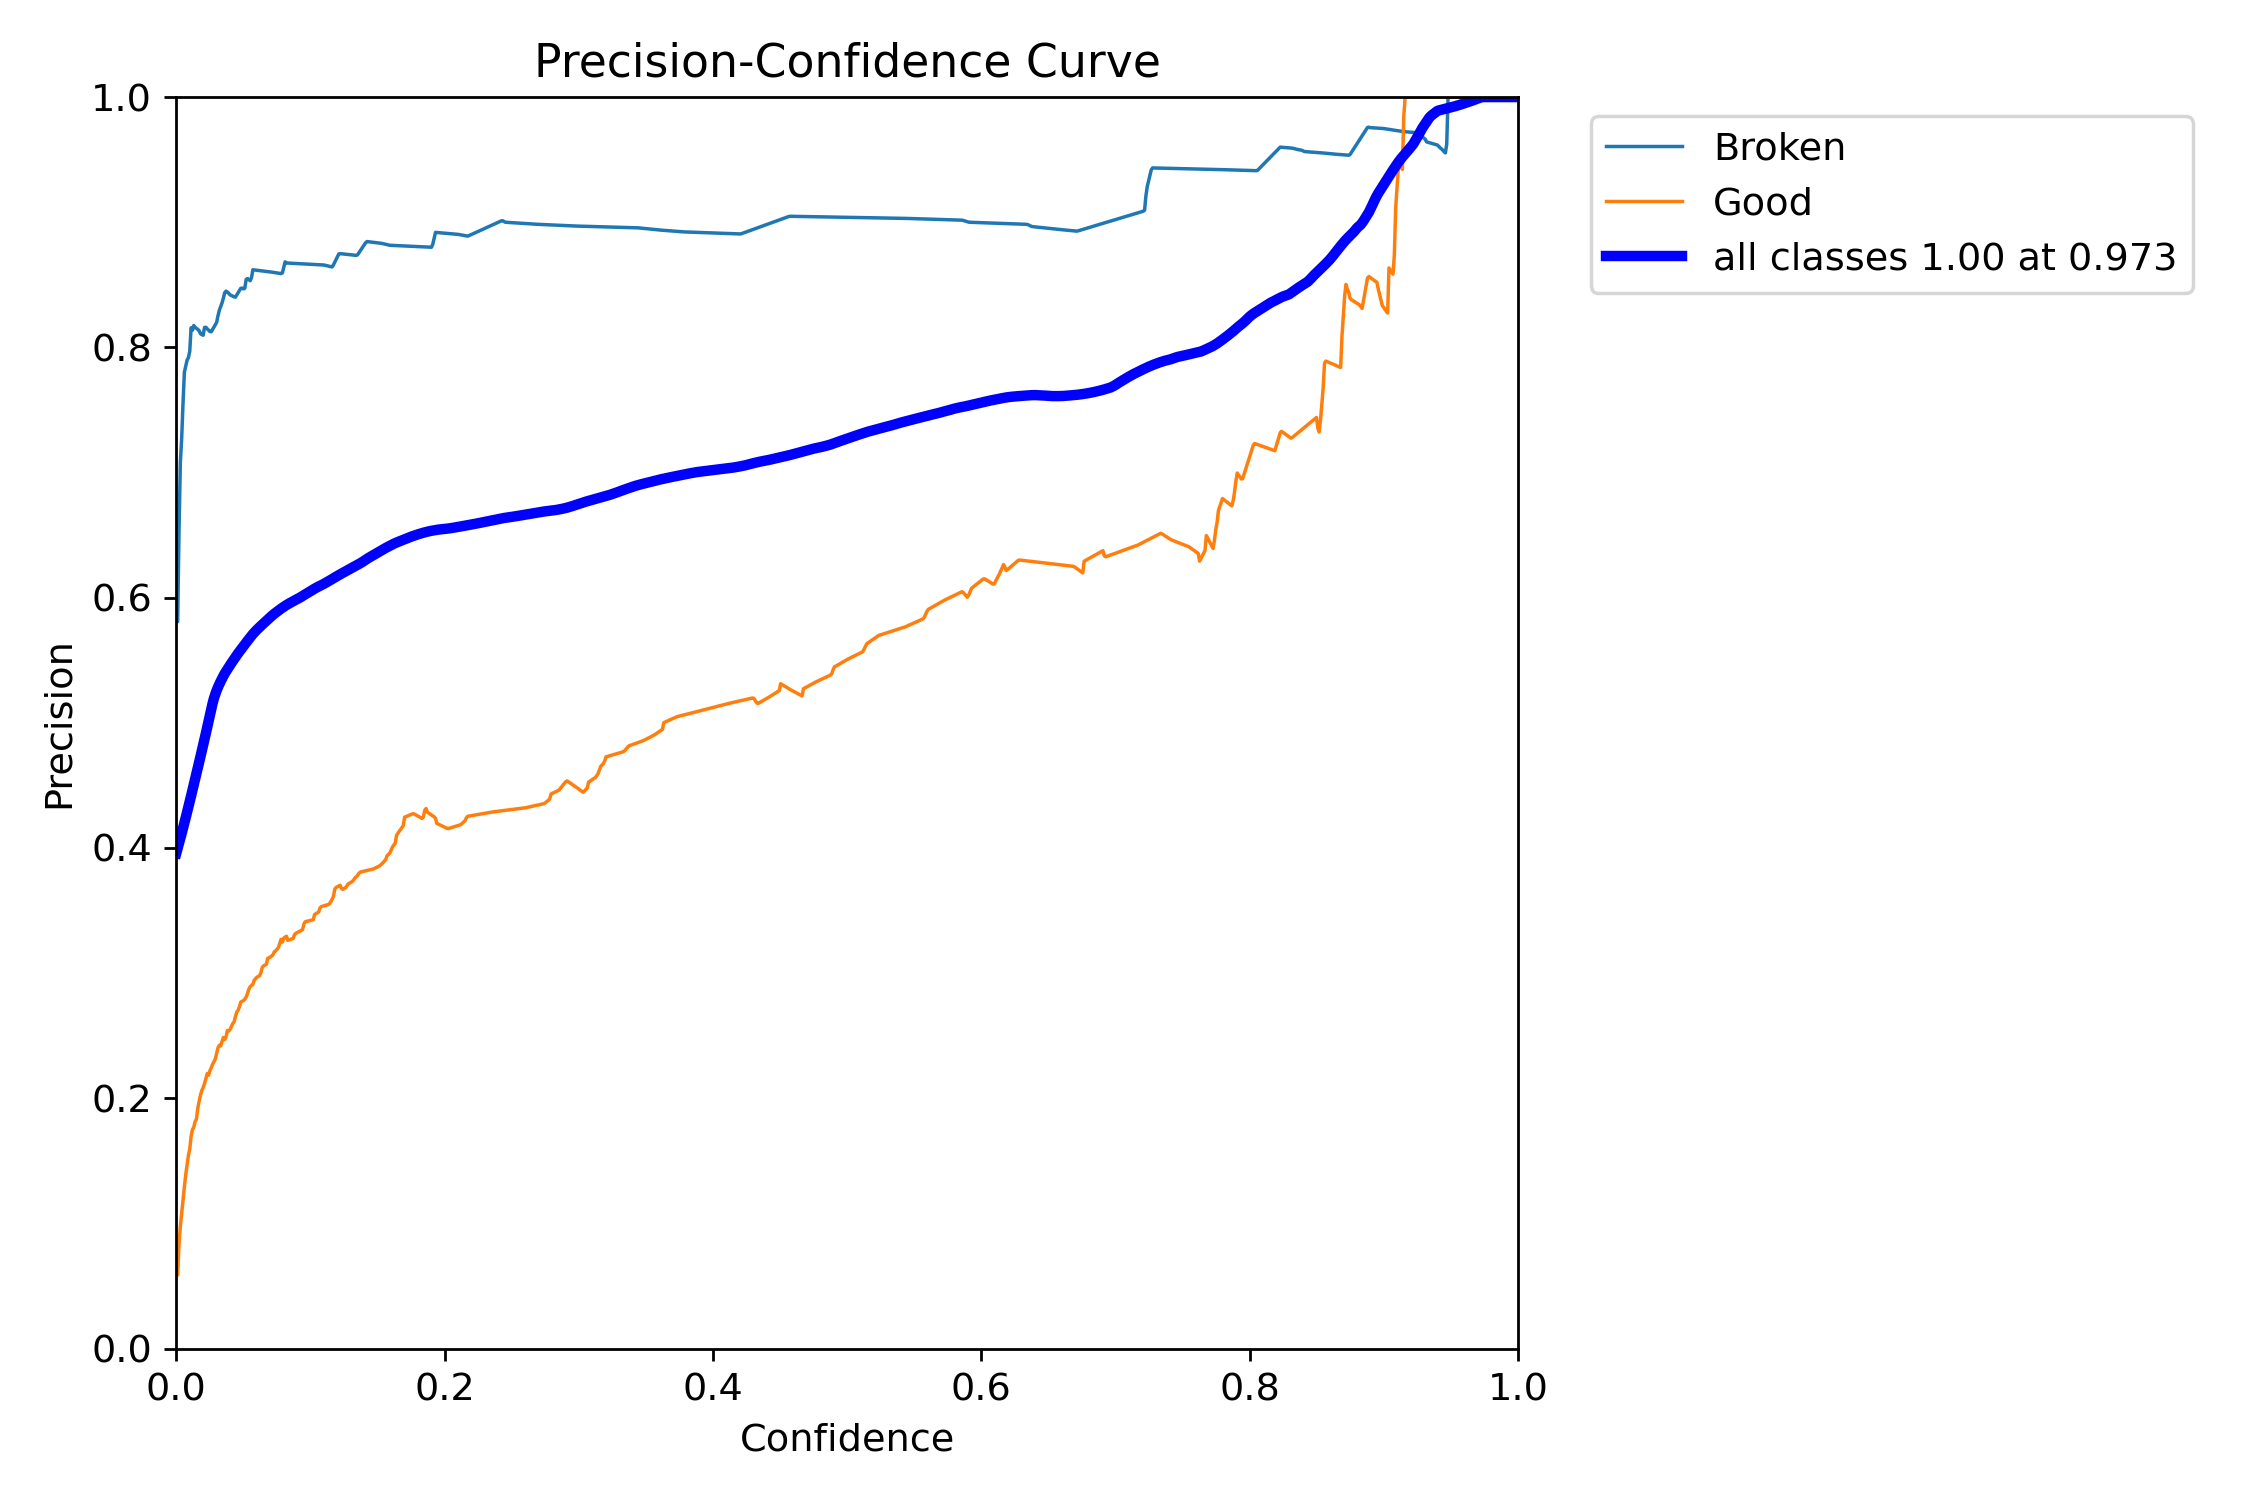 Precision-Confidence Curve
1.0
0.8
0.6
0.4
0.2
0.0
Precision
0.0 0.2 0.4 0.6 0.8 1.0
Confidence
Broken
Good
all classes 1.00 at 0.973